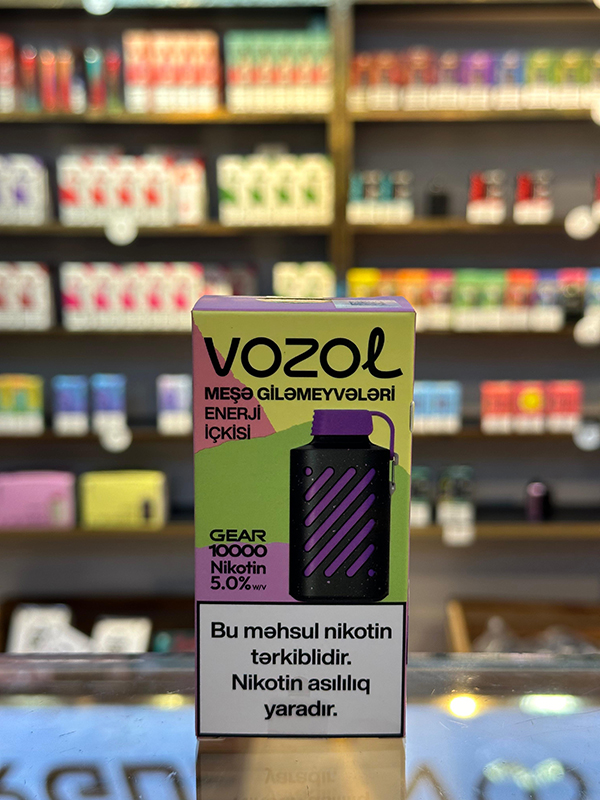 VOZOL
MEŞƏ GİLƏMEYVƏLƏRİ
ENERJİ
İÇKİSİ
GEAR
10000
Nikotin
5.0% w/v
Bu məhsul nikotin
tərkiblidir.
Nikotin asılılıq
yaradır.